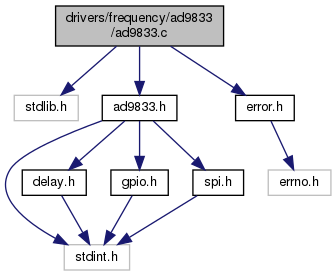 drivers/frequency/ad9833
/ad9833.c
stdlib.h
ad9833.h
error.h
delay.h
gpio.h
spi.h
errno.h
stdint.h